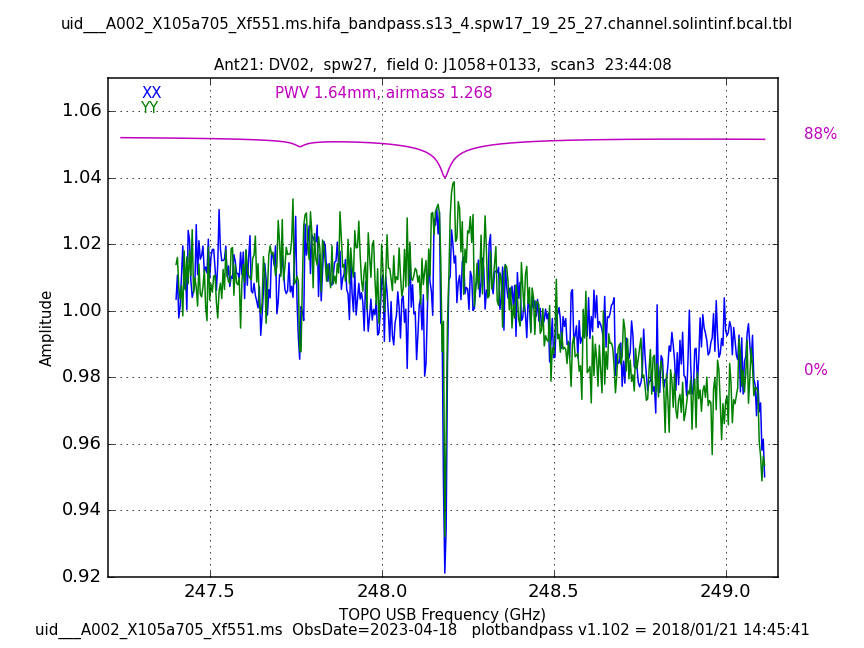 uid___A002_X105a705_Xf551.ms.hifa_bandpass.s13_4.spw17_19_25_27.channel.solintinf.bcal.tbl
Ant21: DV02,  spw27,  field 0: J1058+0133,  scan3  23:44:08
XX
YY
PWV 1.64mm, airmass 1.268
88%
0%
1.06
1.04
1.02
1.00
0.98
0.96
0.94
0.92
Amplitude
247.5
248.0
248.5
249.0
TOPO USB Frequency (GHz)
uid___A002_X105a705_Xf551.ms  ObsDate=2023-04-18   plotbandpass v1.102 = 2018/01/21 14:45:41